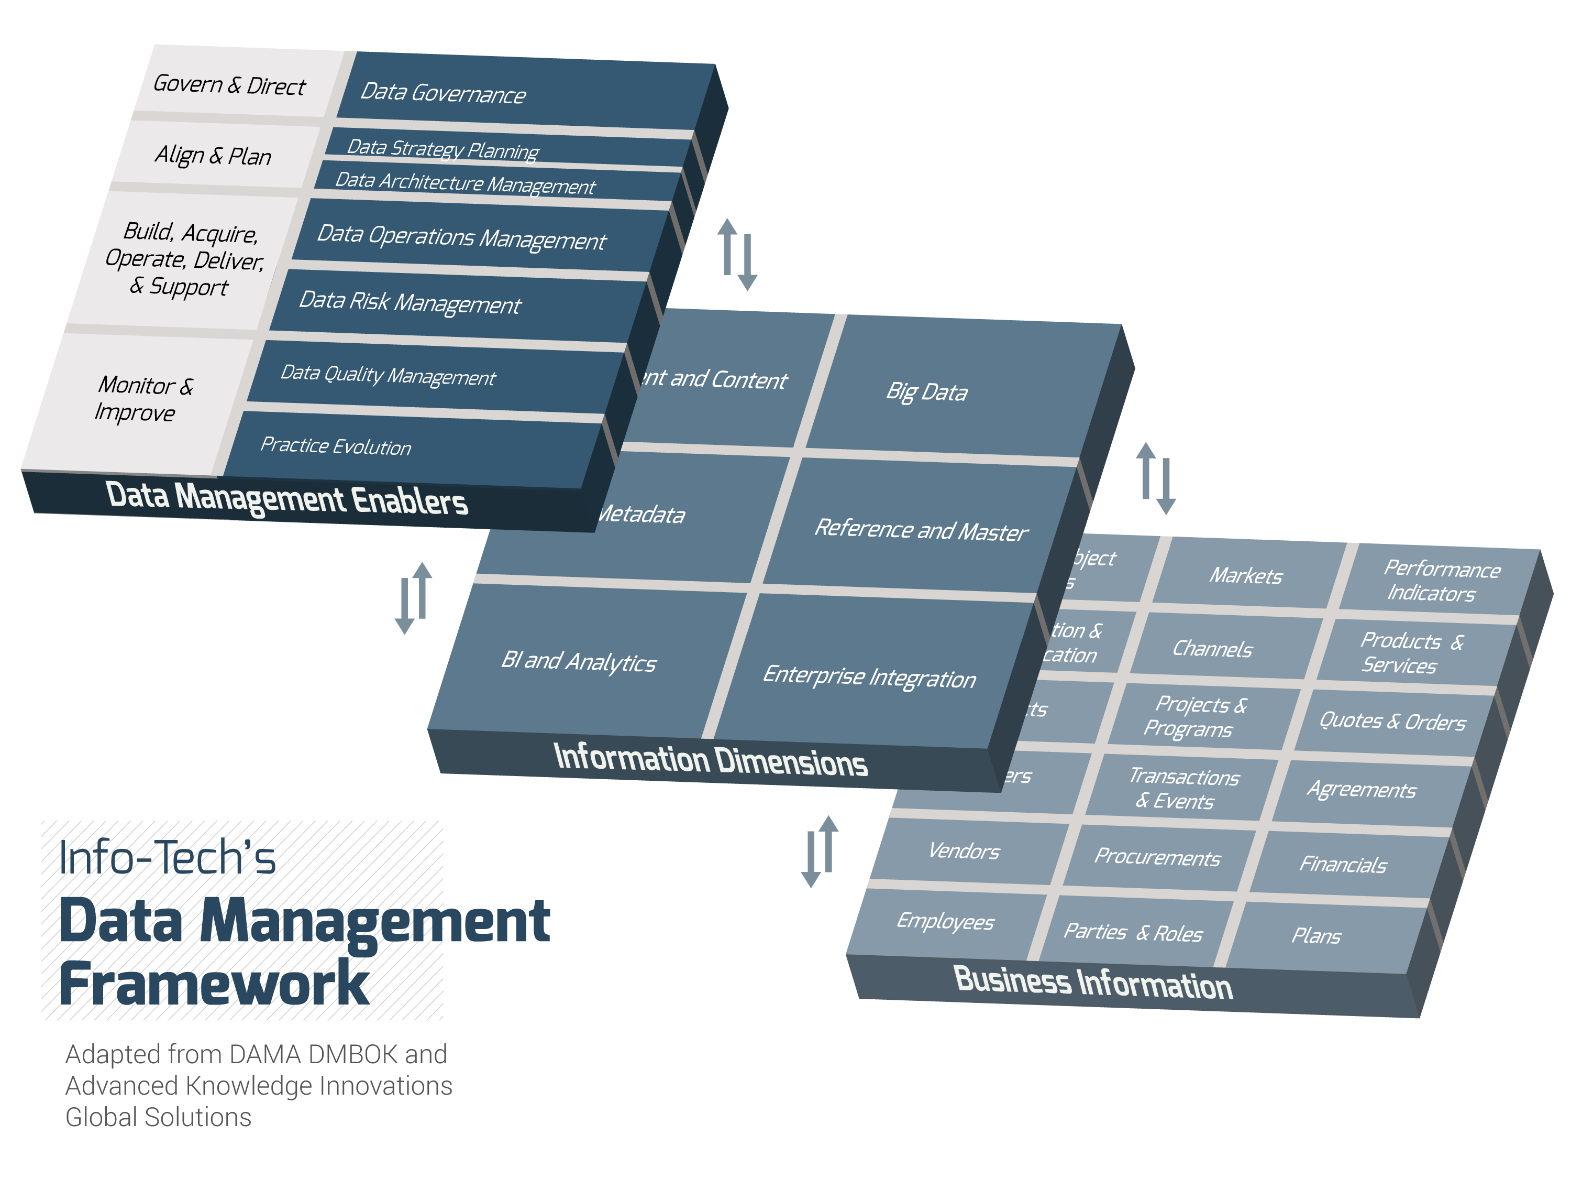 Govern & Direct
Data Governance
Align & Plan
Data Strategy Planning
Data Architecture Management
Build, Acquire,
Operate, Deliver,
& Support
Data Operations Management
Data Risk Management
Monitor &
Improve
Data Quality Management
Practice Evolution
Data Management Enablers
and Content
Big Data
Metadata
Reference and Master
BI and Analytics
Enterprise Integration
Information Dimensions
Markets
Performance
Indicators
&
Channels
Products & 
Services
Projects &
Programs
Quotes & Orders
Transactions
& Events
Agreements
Vendors
Procurements
Financials
Employees
Parties & Roles
Plans
Business Information
Info-Tech's
Data Management
Framework
Adapted from DAMA DMBOK and
Advanced Knowledge Innovations
Global Solutions